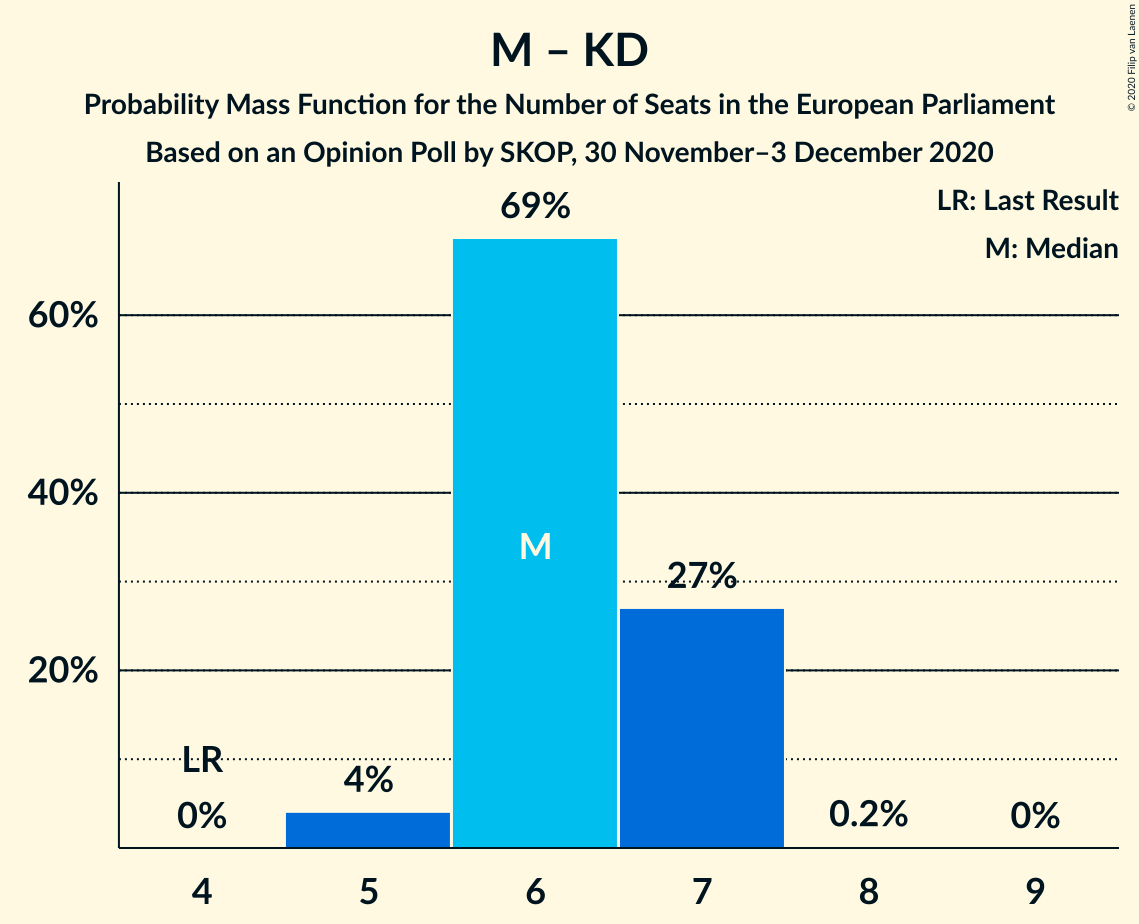 M – KD
Probability Mass Function for the Number of Seats in the European Parliament
Based on an Opinion Poll by SKOP, 30 November–3 December 2020
© 2020 Filip van Laenen
LR: Last Result
M: Median
69%
60%
40%
M
27%
20%
LR
4%
0%
0.2%
0%
4 5 6 7 8 9